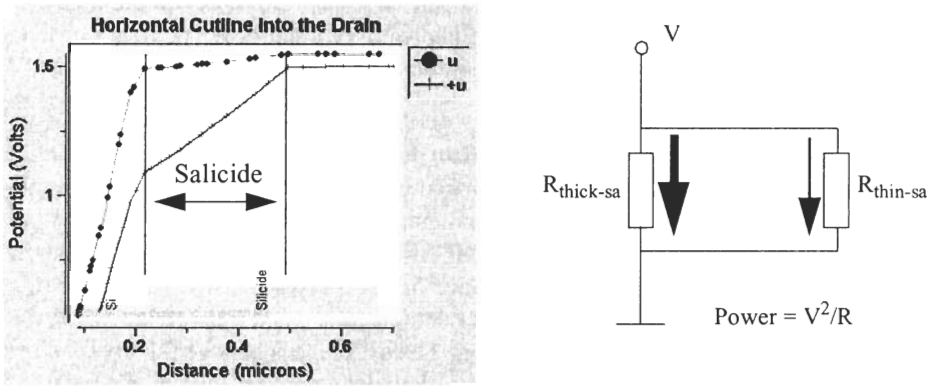 Horizontal Cutline into the Drain
u
+u
1.5
1
Potential (Volts)
Salicide
Si
Silicide
0.2
0.4
0.6
Distance (microns)
V
Rthick-sa
Rthin-sa
Power = V²/R